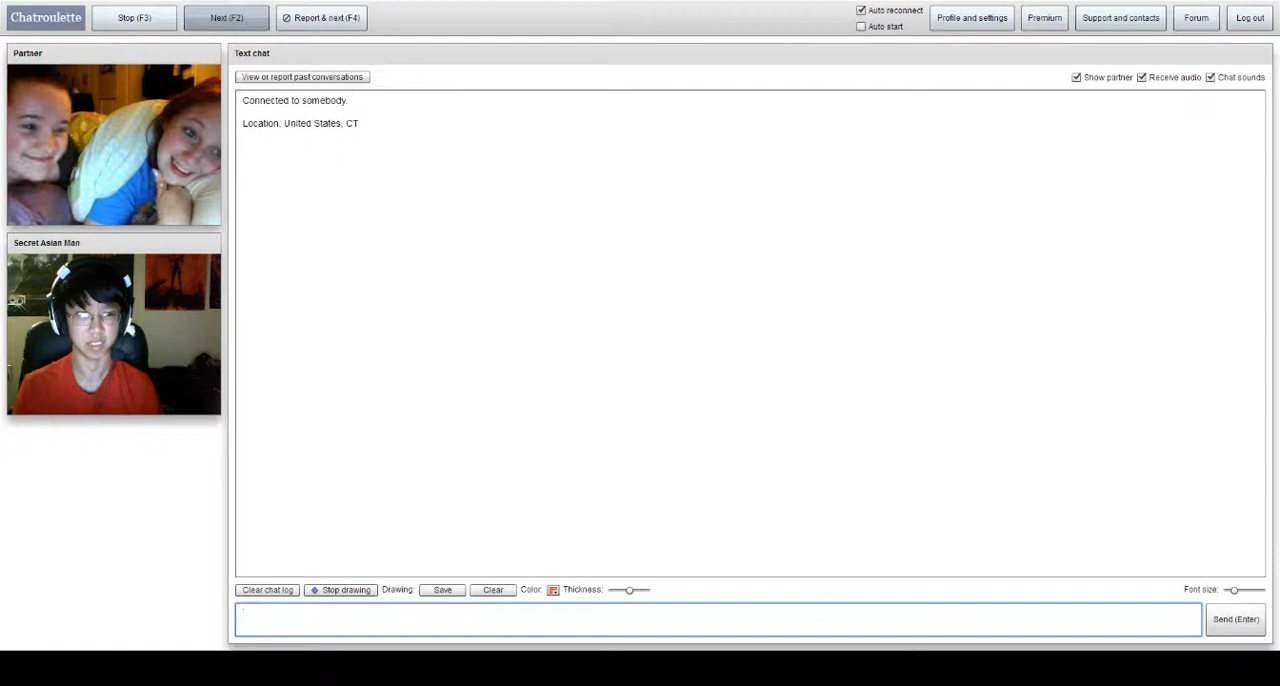 Chatroulette
Stop (F3)
Next (F2)
Report & next (F4)
Auto reconnect
Auto start
Profile and settings
Premium
Support and contacts
Forum
Log out
Partner
Secret Asian Man
Text chat
View or report past conversations
Show partner
Receive audio
Chat sounds
Connected to somebody.
Location: United States, CT
Clear chat log
Stop drawing
Drawing:
Save
Clear
Color:
Thickness:
Font size:
Send (Enter)